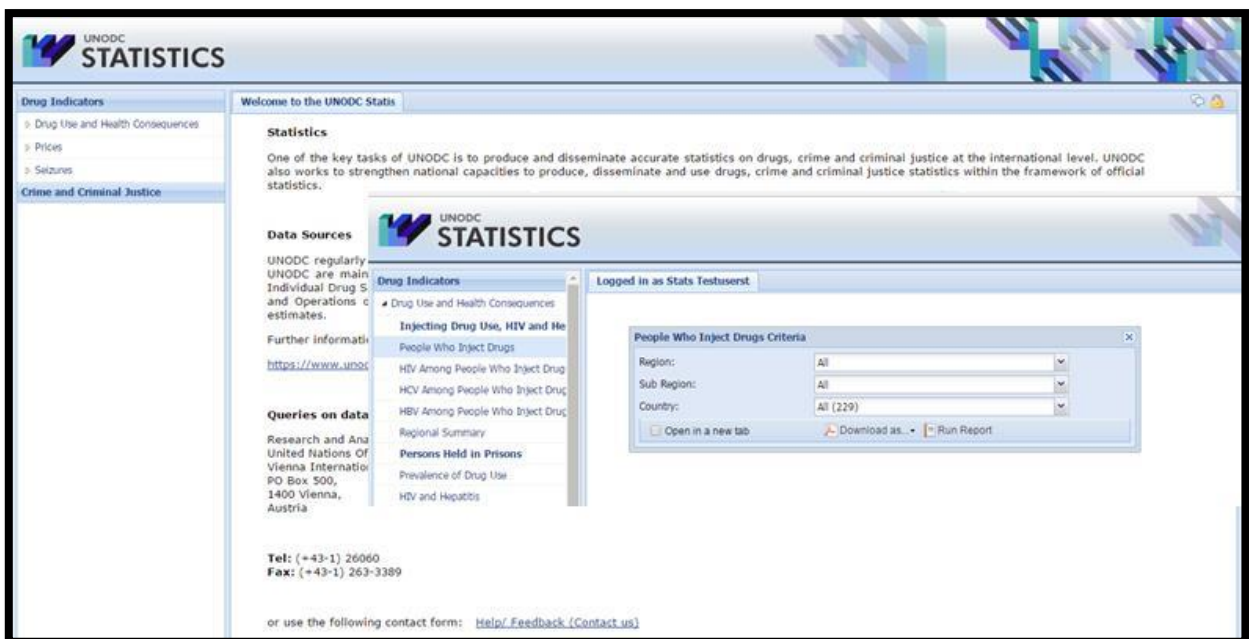 UNODC
STATISTICS
Drug Indicators
Drug Use and Health Consequences
Prices
Seizures
Crime and Criminal Justice
Welcome to the UNODC Statis
Statistics
One of the key tasks of UNODC is to produce and disseminate accurate statistics on drugs, crime and criminal justice at the international level. UNODC
also works to strengthen national capacities to produce, disseminate and use drugs, crime and criminal justice statistics within the framework of official
statistics.
Data Sources
UNODC regularly
UNODC are main
Individual Drug S
and Operations o
estimates.
Further informati
https://www.unoc
Queries on data
Research and Ana
United Nations Of
Vienna Internatio
PO Box 500,
1400 Vienna,
Austria
Tel: (+43-1) 26060
Fax: (+43-1) 263-3389
or use the following contact form: Help/ Feedback (Contact us)
UNODC
STATISTICS
Drug Indicators
Drug Use and Health Consequences
Injecting Drug Use, HIV and He
People Who Inject Drugs
HIV Among People Who Inject Drug
HCV Among People Who Inject Drug
HBV Among People Who Inject Drug
Regional Summary
Persons Held in Prisons
Prevalence of Drug Use
HIV and Hepatitis
Logged in as Stats Testuserst
People Who Inject Drugs Criteria
Region: All
Sub Region: All
Country: All (229)
Open in a new tab Download as... Run Report